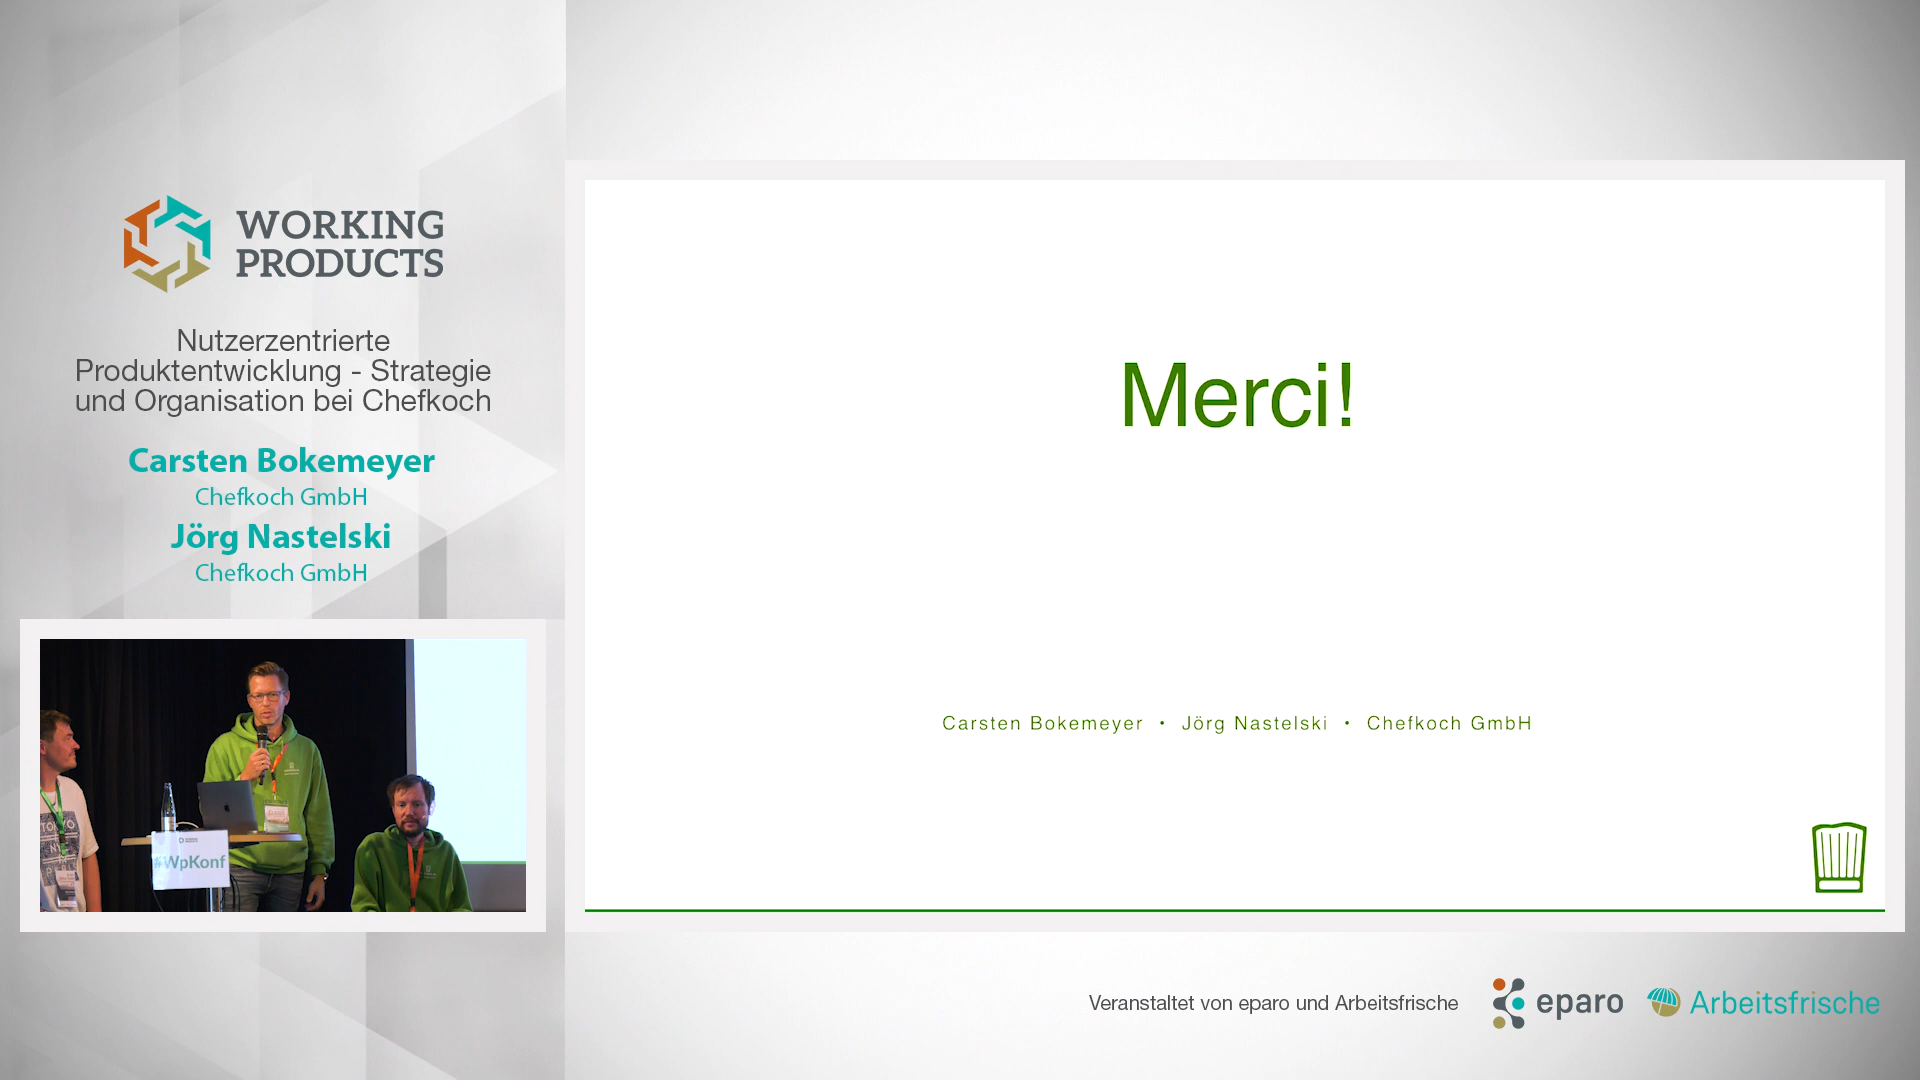 WORKING
PRODUCTS
Nutzerzentrierte
Produktentwicklung - Strategie
und Organisation bei Chefkoch
Carsten Bokemeyer
Chefkoch GmbH
Jörg Nastelski
Chefkoch GmbH
#WpKonf
Merci!
Carsten Bokemeyer • Jörg Nastelski • Chefkoch GmbH
Veranstaltet von eparo und Arbeitsfrische
eparo
Arbeitsfrische